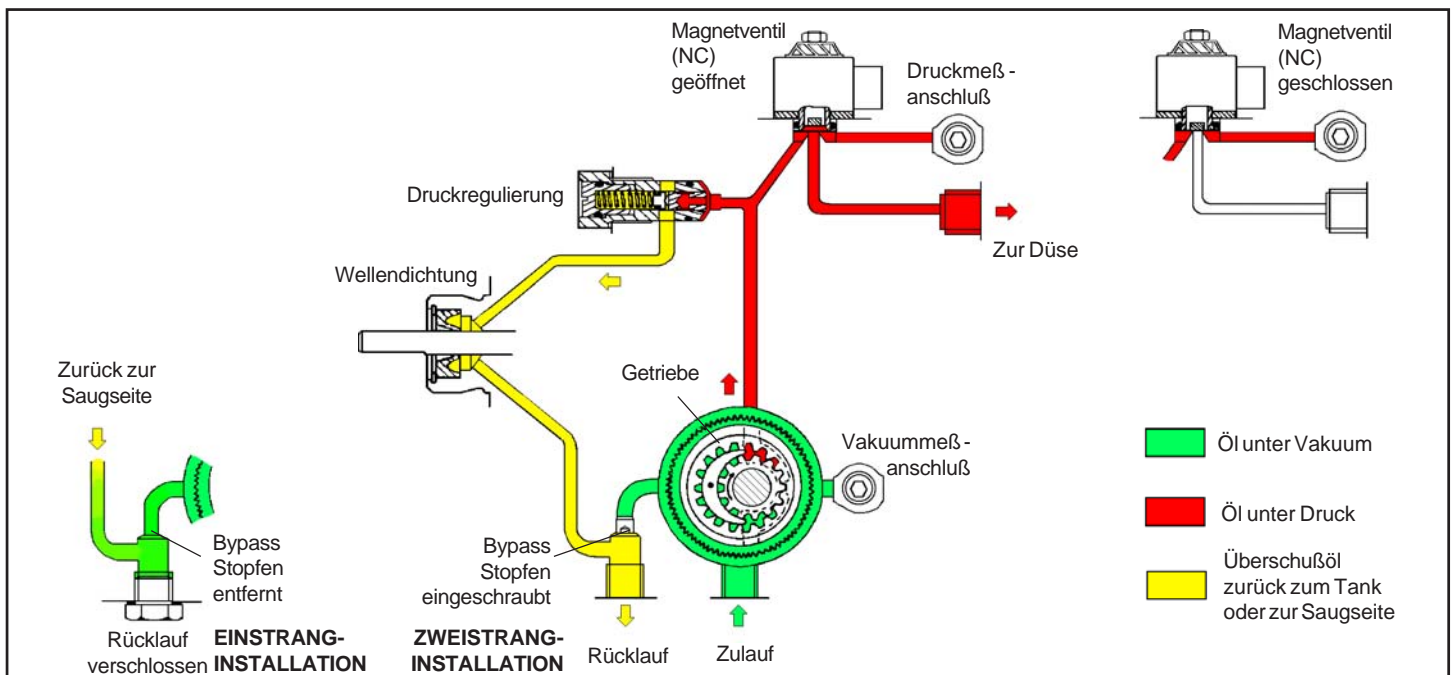 Magnetventil
(NC)
geöffnet
Druckmeß -
anschluß
Magnetventil
(NC)
geschlossen
Druckregulierung
Zur Düse
Wellendichtung
Zurück zur
Saugseite
Getriebe
Vakuummeß -
anschluß
Öl unter Vakuum
Öl unter Druck
Überschußöl
zurück zum Tank
oder zur Saugseite
Bypass
Stopfen
entfernt
Bypass
Stopfen
eingeschraubt
Rücklauf
verschlossen
EINSTRANG-
INSTALLATION
ZWEISTRANG-
INSTALLATION
Rücklauf
Zulauf